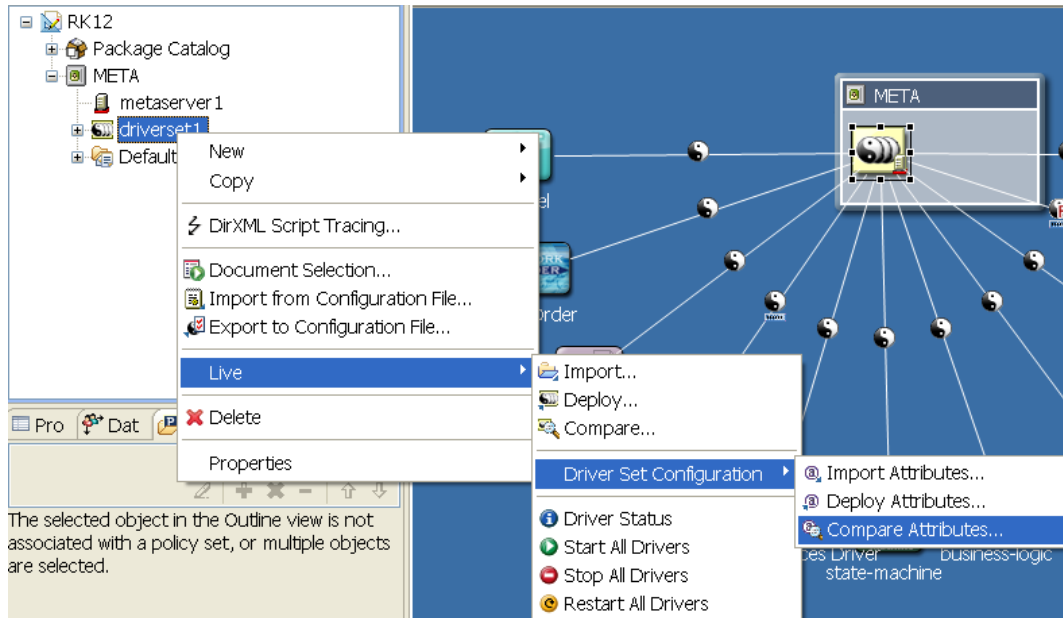 RK12
Package Catalog
META
metaserver1
driverset1
Default
New
Copy
DirXML Script Tracing...
Document Selection...
Import from Configuration File...
Export to Configuration File...
Live
Delete
Properties
Import...
Deploy...
Compare...
Driver Set Configuration
Driver Status
Start All Drivers
Stop All Drivers
Restart All Drivers
Import Attributes...
Deploy Attributes...
Compare Attributes...
Pro
Dat
The selected object in the Outline view is not
associated with a policy set, or multiple objects
are selected.
META
el
order
ces Driver
state-machine
business-logic